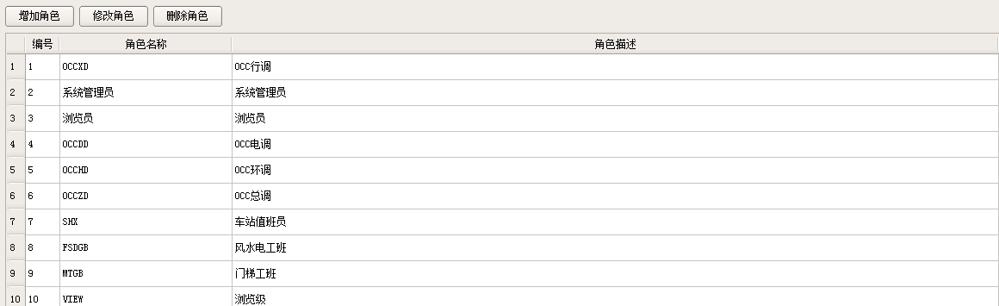 增加角色 修改角色 删除角色
编号 角色名称 角色描述
1 1 OCCXD OCC行调
2 2 系统管理员 系统管理员
3 3 浏览员 浏览员
4 4 OCCDD OCC电调
5 5 OCCHD OCC环调
6 6 OCCZD OCC总调
7 7 SHX 车站值班员
8 8 FSDGB 风水电工班
9 9 MTGB 门梯工班
10 10 VIEW 浏览级